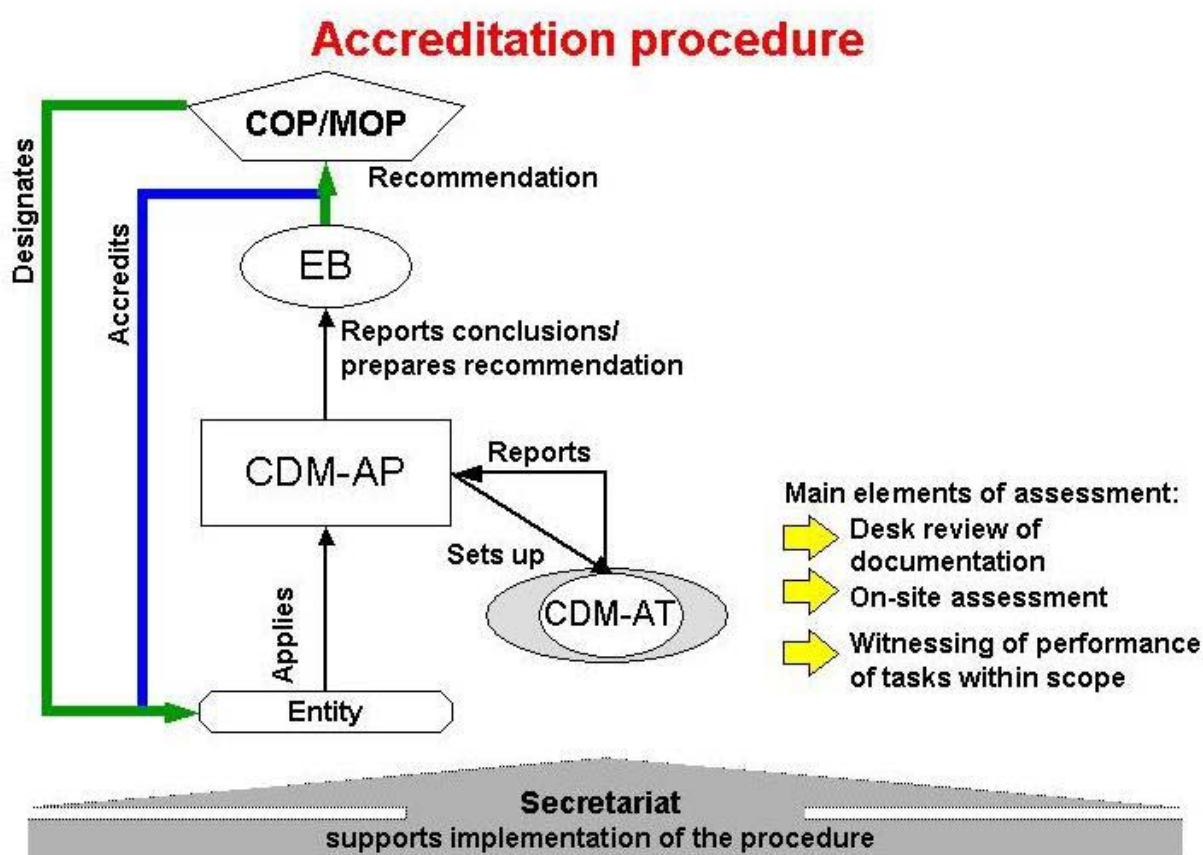 Accreditation procedure
COP/MOP
Recommendation
Designates
Accredits
EB
Reports conclusions/
prepares recommendation
CDM-AP
Reports
Sets up
CDM-AT
Applies
Entity
Main elements of assessment:
Desk review of
documentation
On-site assessment
Witnessing of performance
of tasks within scope
Secretariat
supports implementation of the procedure